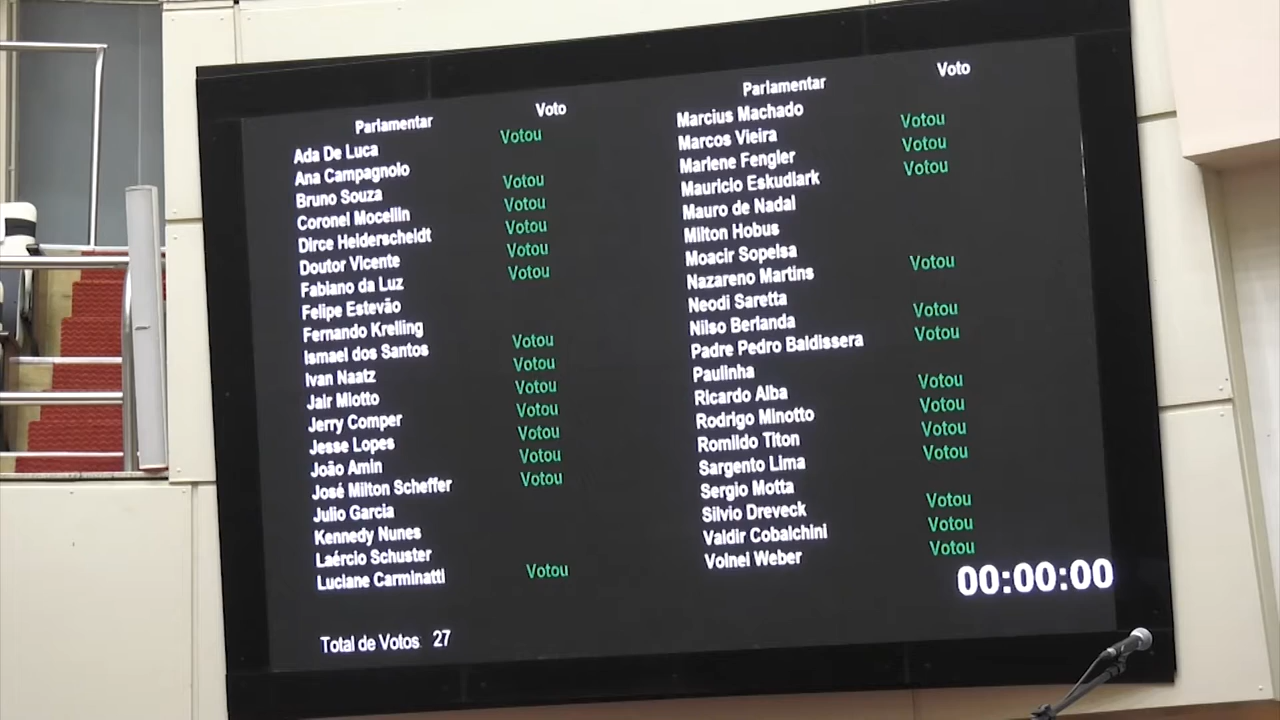 Parlamentar Voto
Ada De Luca Votou
Ana Campagnolo
Bruno Souza Votou
Coronel Mocellin Votou
Dirce Heiderscheidt Votou
Doutor Vicente Votou
Fabiano da Luz Votou
Felipe Estevão
Fernando Krelling
Ismael dos Santos Votou
Ivan Naatz Votou
Jair Miotto Votou
Jerry Comper Votou
Jesse Lopes Votou
João Amin Votou
José Milton Scheffer Votou
Julio Garcia
Kennedy Nunes
Laércio Schuster
Luciane Carminatti Votou
Total de Votos 27
Parlamentar Voto
Marcius Machado
Marcos Vieira Votou
Marlene Fengler Votou
Mauricio Eskudlark Votou
Mauro de Nadal
Milton Hobus
Moacir Sopelsa
Nazareno Martins Votou
Neodi Saretta
Nilso Berlanda Votou
Padre Pedro Baldissera Votou
Paulinha
Ricardo Alba Votou
Rodrigo Minotto Votou
Romildo Titon Votou
Sargento Lima Votou
Sergio Motta
Silvio Dreveck Votou
Valdir Cobalchini Votou
Volnei Weber Votou
00:00:00